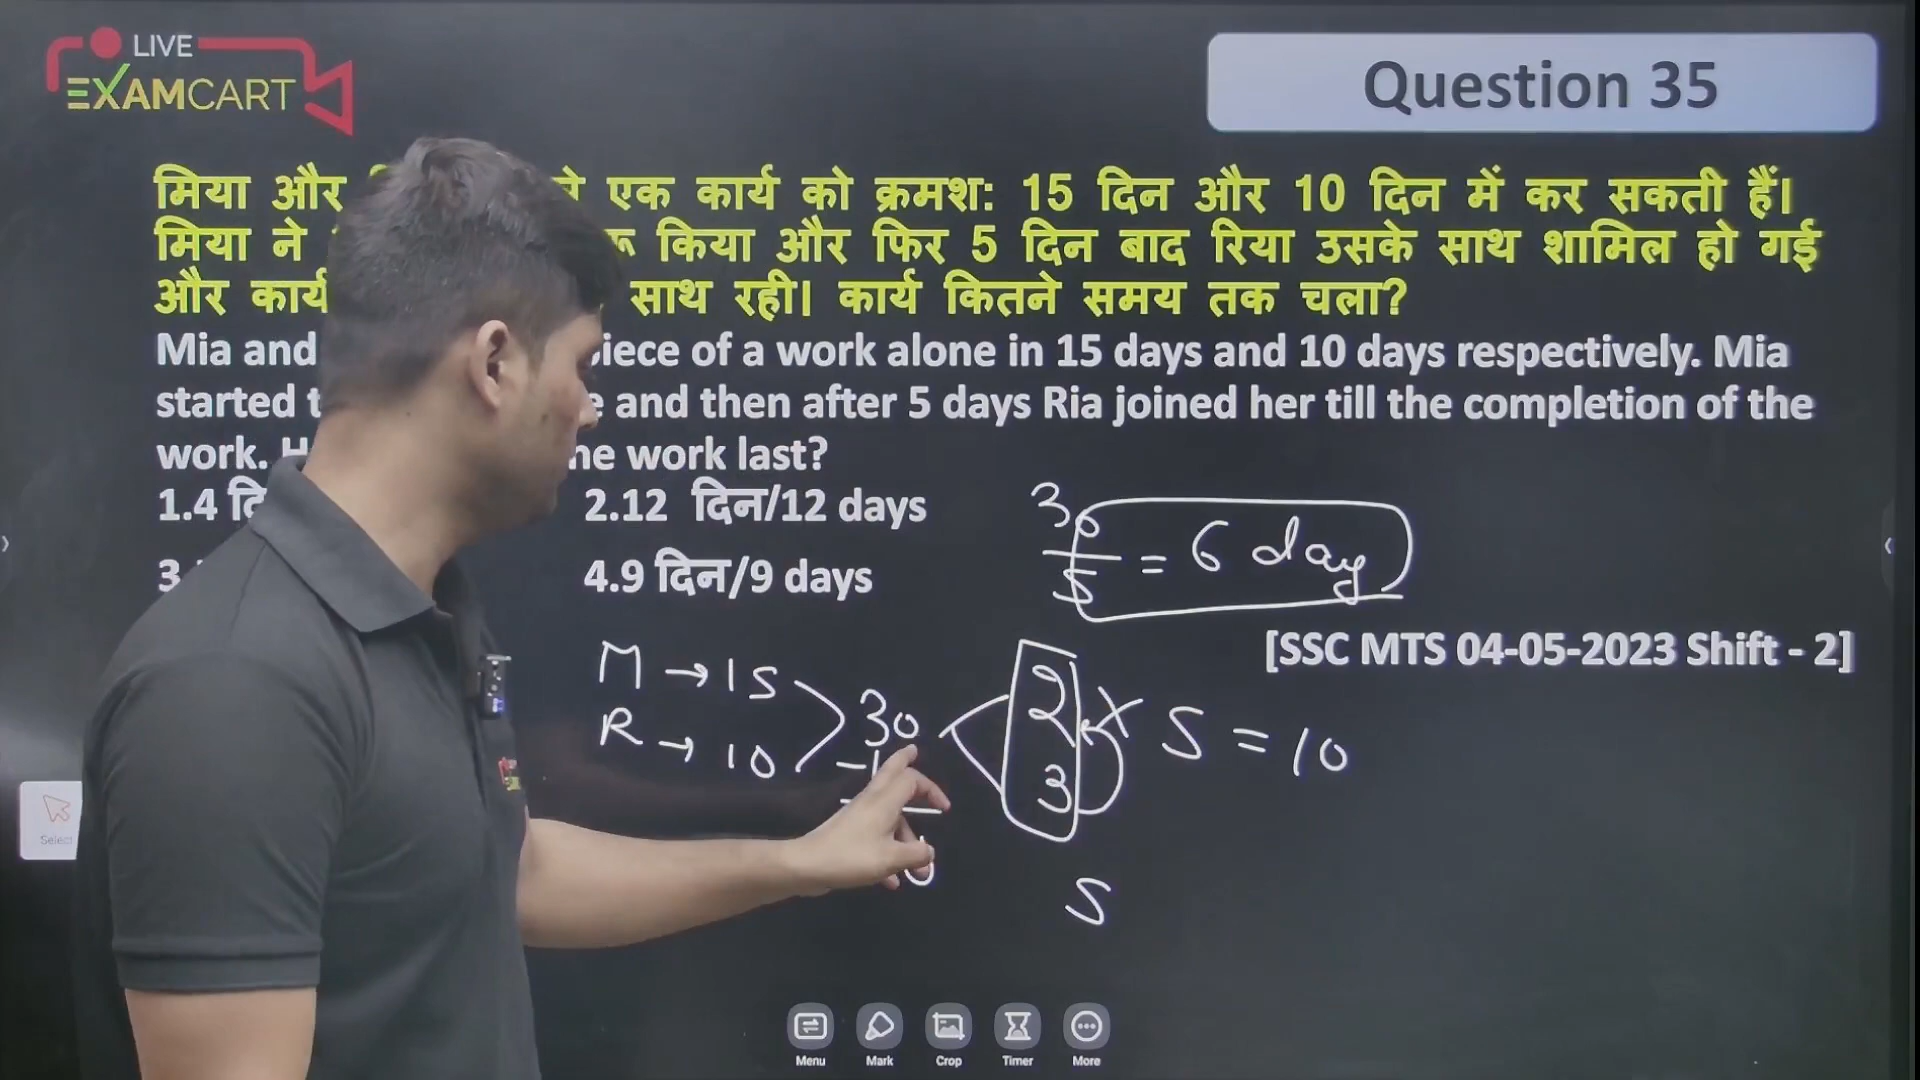 LIVE
EXAMCART
Question 35
मिया और एक कार्य को क्रमश: 15 दिन और 10 दिन में कर सकती हैं।
मिया ने किया और फिर 5 दिन बाद रिया उसके साथ शामिल हो गई
और कार्य साथ रही। कार्य कितने समय तक चला?
Mia and piece of a work alone in 15 days and 10 days respectively. Mia
started and then after 5 days Ria joined her till the completion of the
work. work last?
1.4 2.12 दिन/12 days
3. 4.9 दिन/9 days
30/5 = 6 day
[SSC MTS 04-05-2023 Shift - 2]
M → 15
R → 10
30
2 × 5 = 10
3
5
Select
Menu Mark Crop Timer More